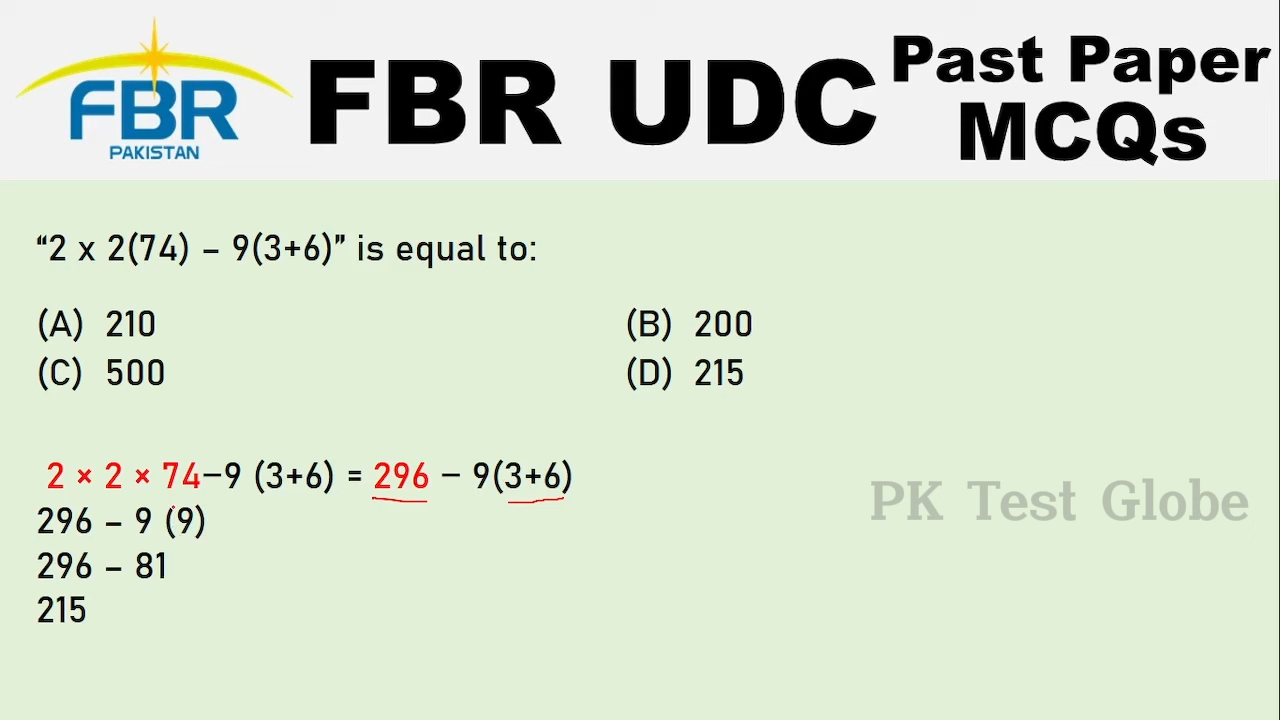 FBR
PAKISTAN
FBR UDC
Past Paper
MCQs
“2 x 2(74) – 9(3+6)” is equal to:
(A) 210
(B) 200
(C) 500
(D) 215
2 × 2 × 74–9 (3+6) = 296 – 9(3+6)
296 – 9 (9)
296 – 81
215
PK Test Globe